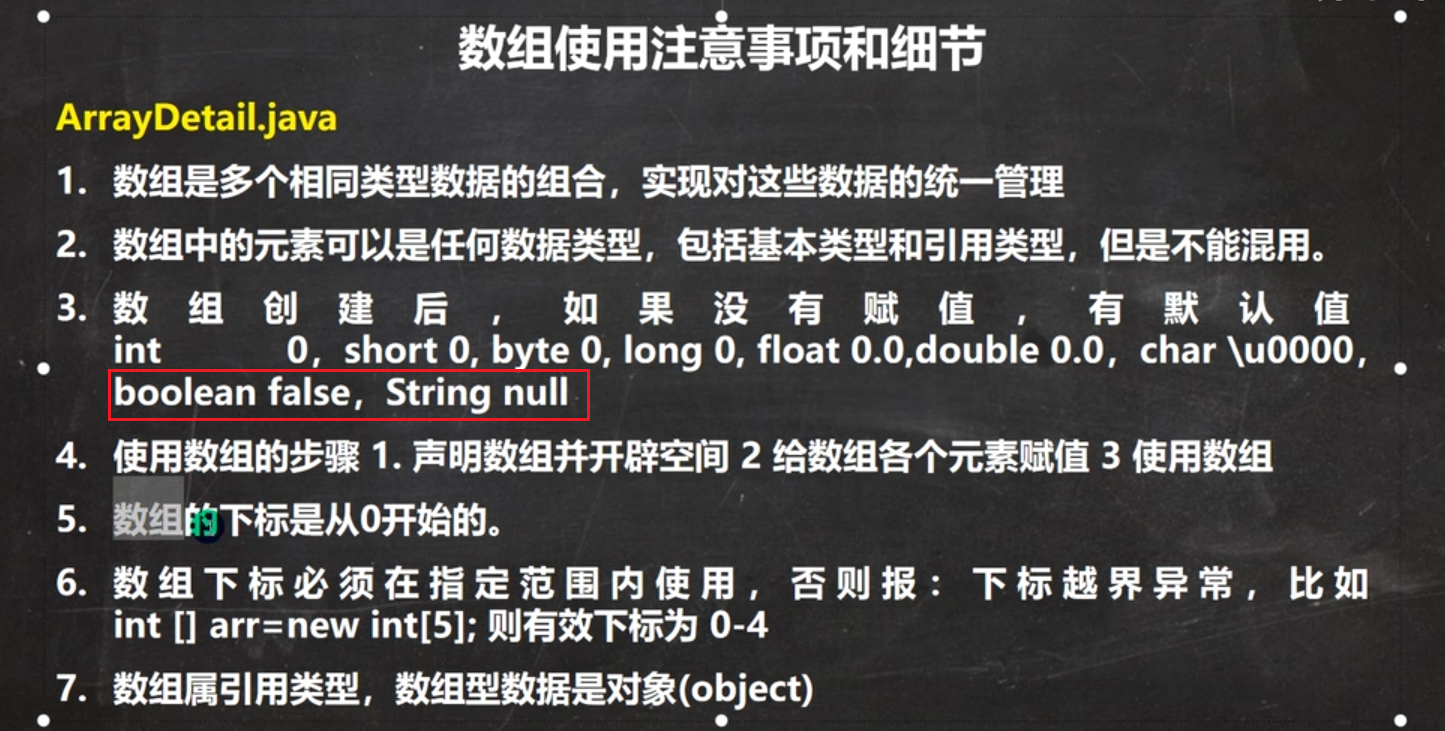 数组使用注意事项和细节
ArrayDetail.java
1. 数组是多个相同类型数据的组合，实现对这些数据的统一管理
2. 数组中的元素可以是任何数据类型，包括基本类型和引用类型，但是不能混用。
3. 数组创建后，如果没有赋值，有默认值
int 0，short 0, byte 0, long 0, float 0.0,double 0.0，char \u0000，
boolean false，String null
4. 使用数组的步骤 1. 声明数组并开辟空间 2 给数组各个元素赋值 3 使用数组
5. 数组的下标是从0开始的。
6. 数组下标必须在指定范围内使用，否则报：下标越界异常，比如
int [] arr=new int[5]; 则有效下标为 0-4
7. 数组属引用类型，数组型数据是对象(object)